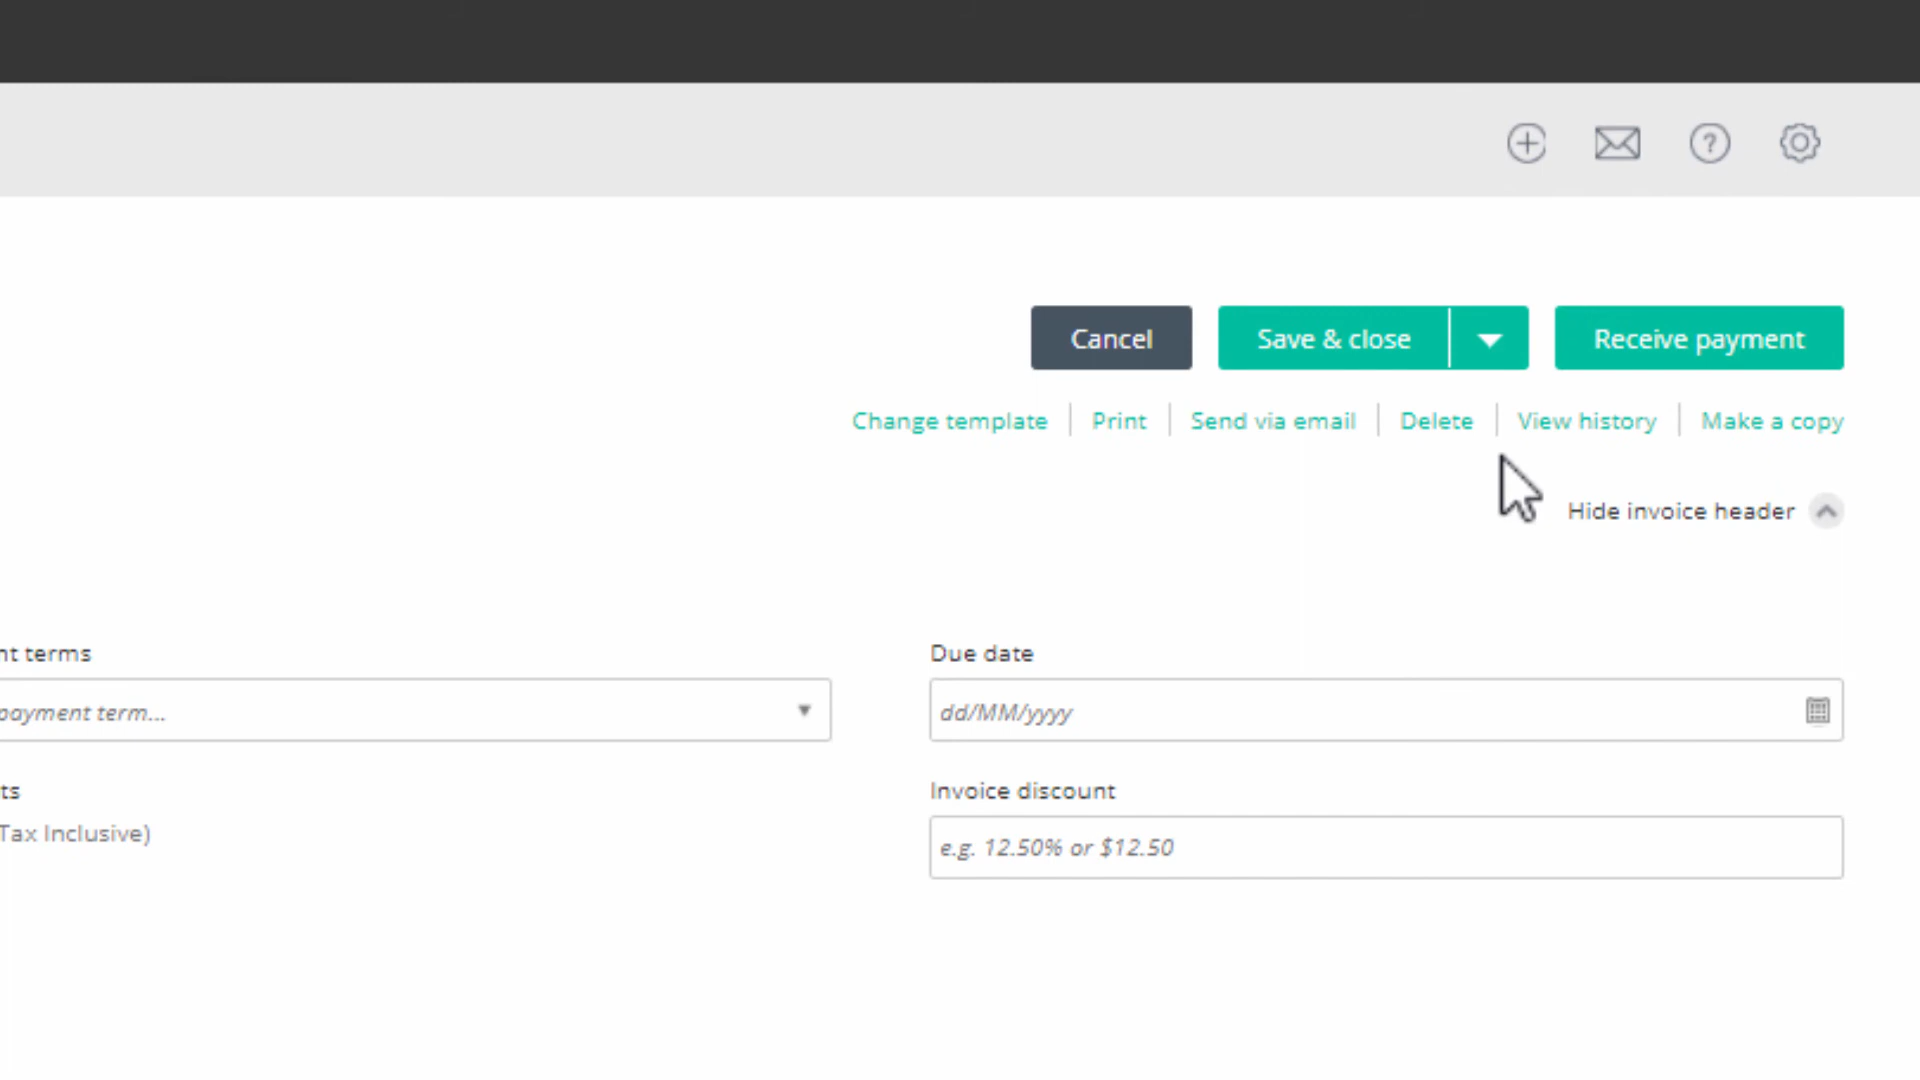 Cancel Save & close Receive payment
Change template Print Send via email Delete View history Make a copy
Hide invoice header
nt terms Due date
payment term... dd/MM/yyyy
ts Invoice discount
Tax Inclusive)
e.g. 12.50% or $12.50